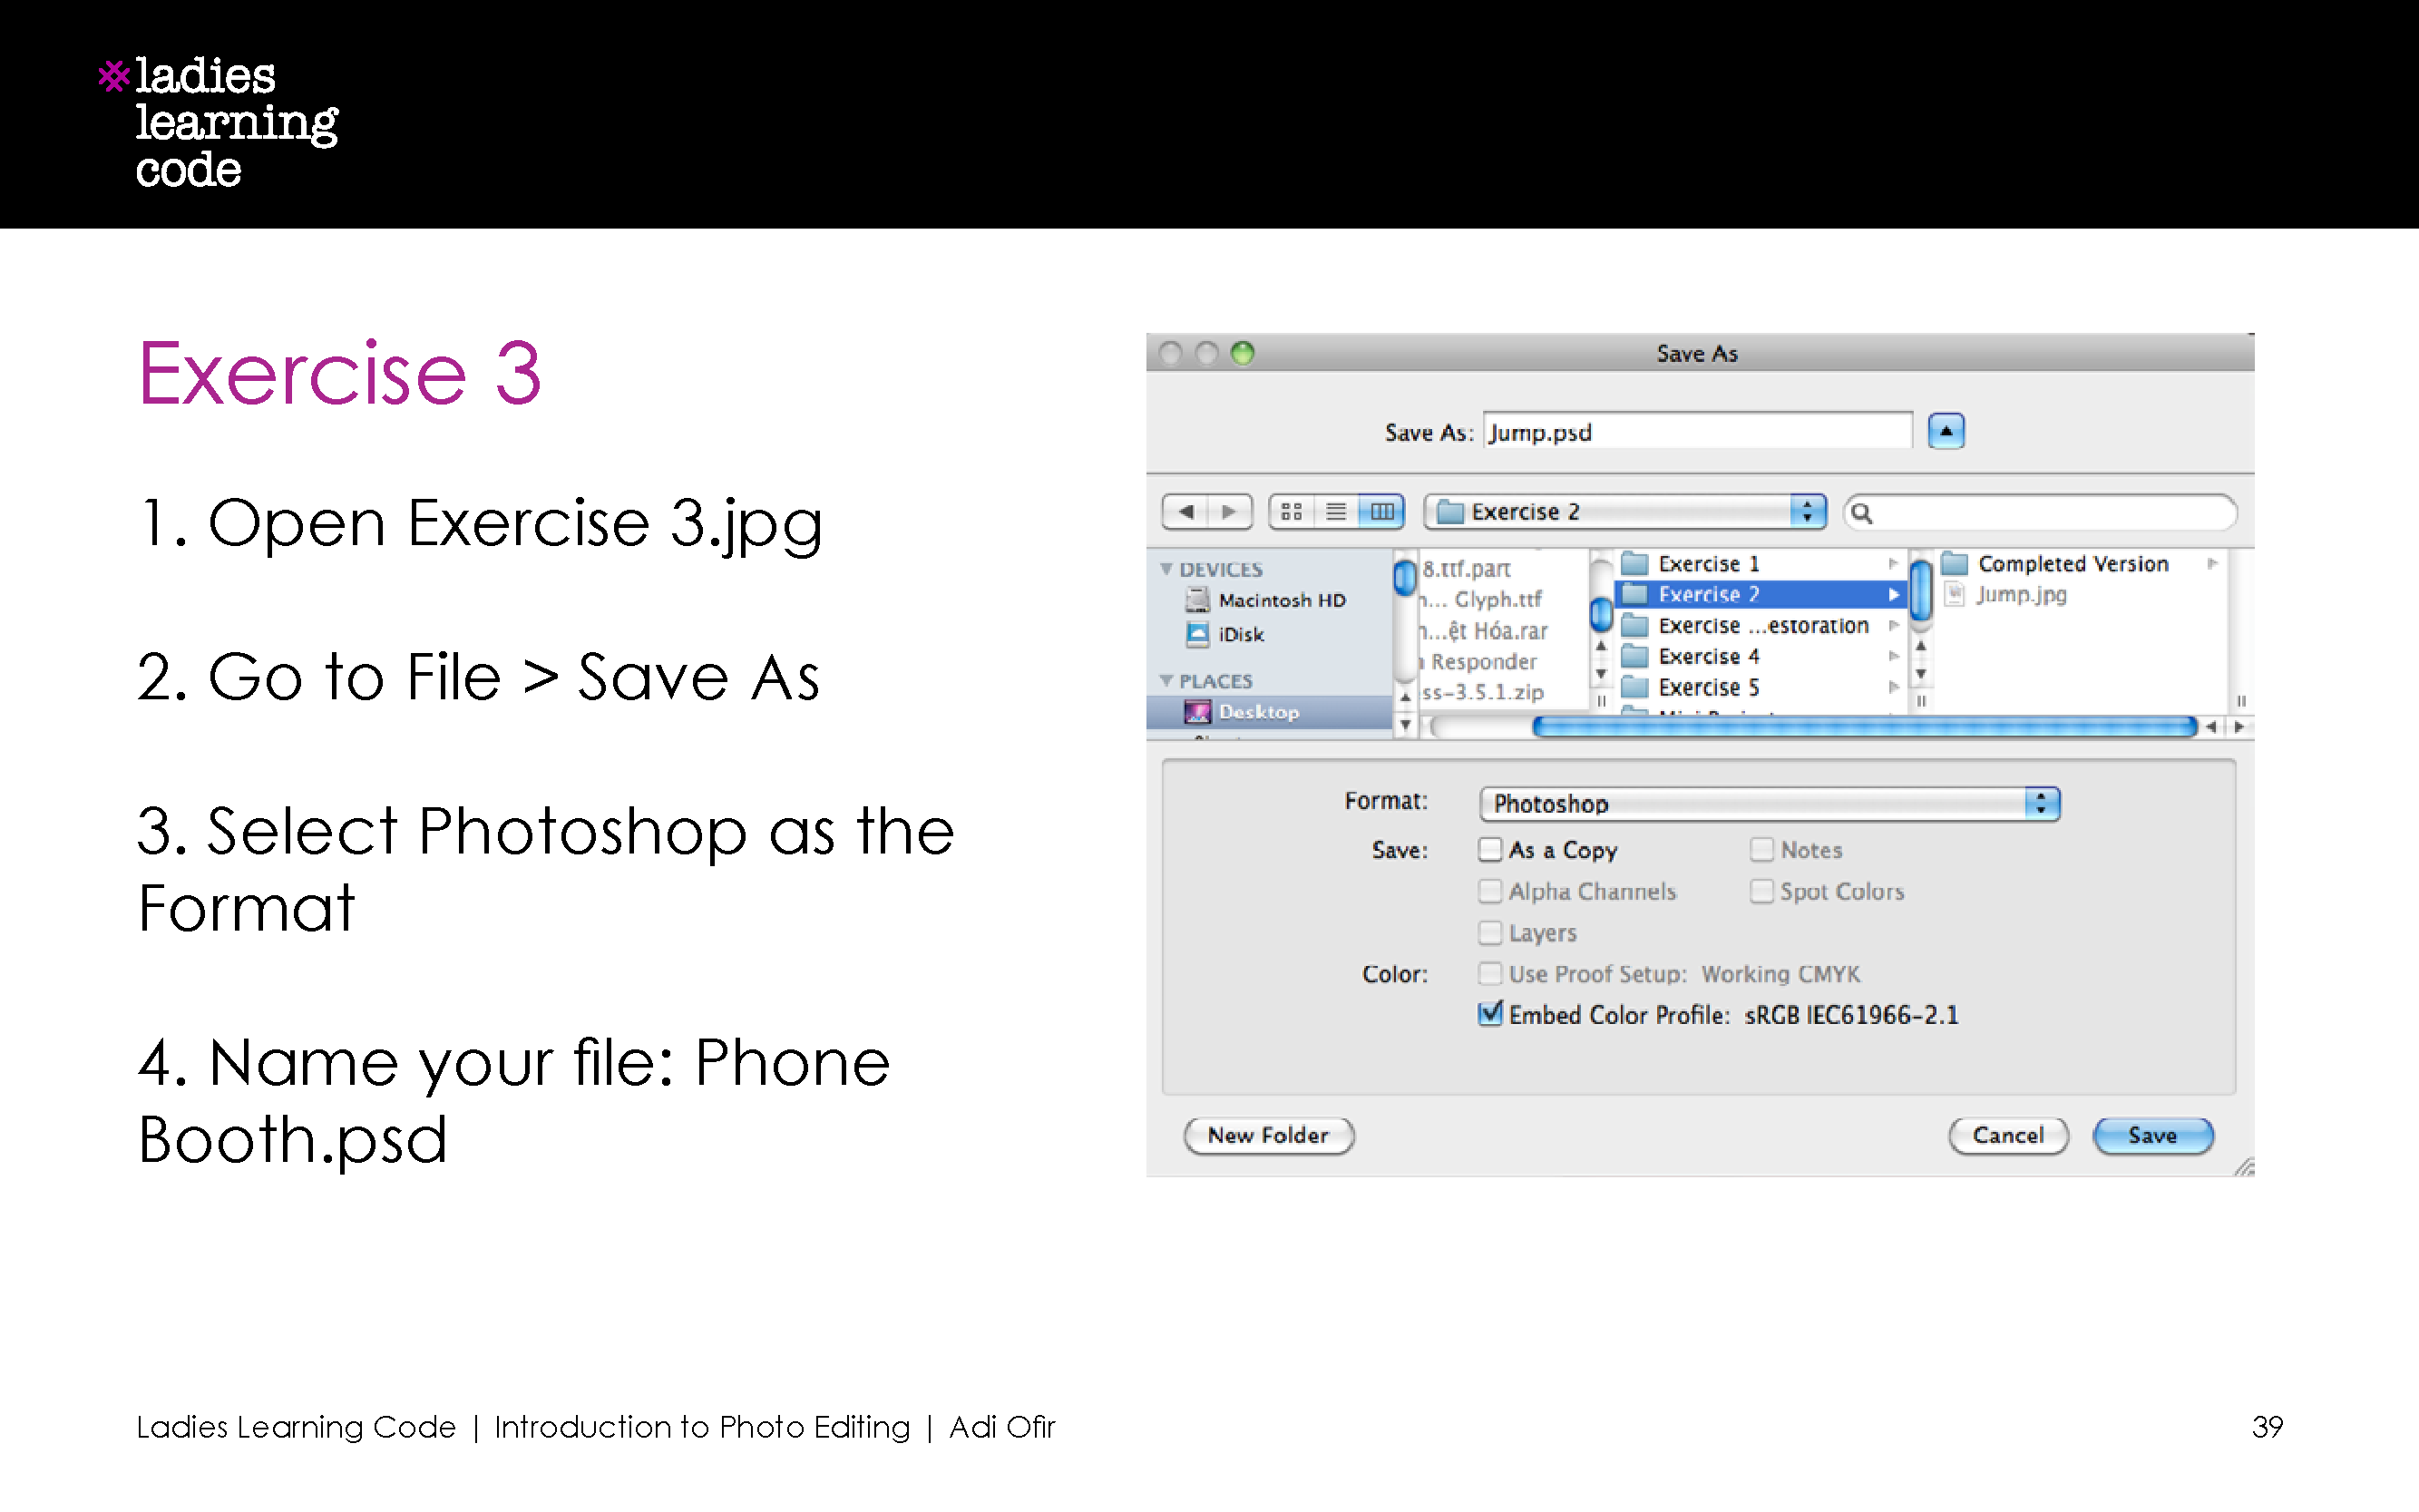 ladies
learning
code
Exercise 3
1. Open Exercise 3.jpg
2. Go to File > Save As
3. Select Photoshop as the
Format
4. Name your file: Phone
Booth.psd
Save As
Save As: Jump.psd
Exercise 2
DEVICES
Macintosh HD
iDisk
PLACES
Desktop
8.ttf.part
... Glyph.ttf
...ệt Hóa.rar
Responder
ss-3.5.1.zip
Exercise 1
Exercise 2
Exercise ...estoration
Exercise 4
Exercise 5
Completed Version
Jump.jpg
Format: Photoshop
Save: As a Copy Notes
Alpha Channels Spot Colors
Layers
Color: Use Proof Setup: Working CMYK
Embed Color Profile: sRGB IEC61966-2.1
New Folder Cancel Save
Ladies Learning Code | Introduction to Photo Editing | Adi Ofir 39